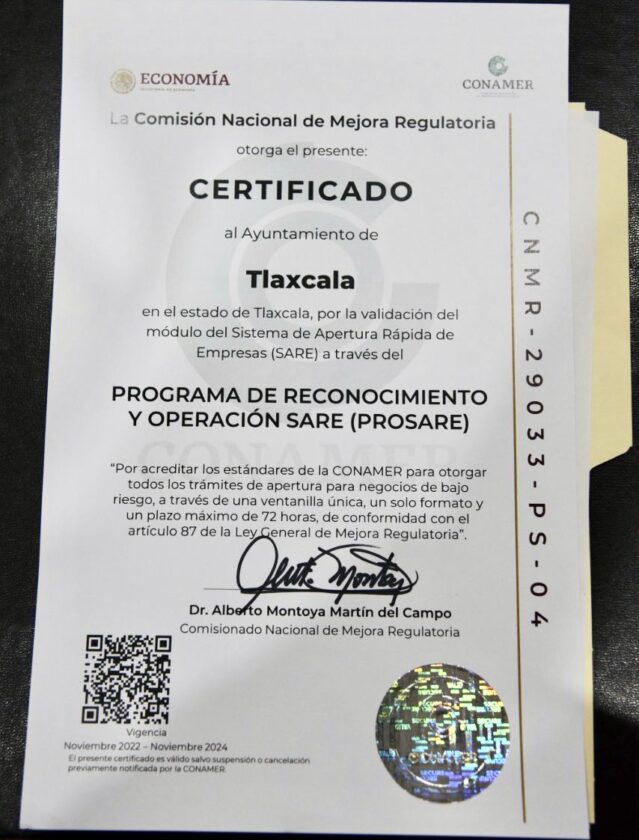 ECONOMÍA
CONAMER
La Comisión Nacional de Mejora Regulatoria
otorga el presente:
CERTIFICADO
al Ayuntamiento de
Tlaxcala
en el estado de Tlaxcala, por la validación del
módulo del Sistema de Apertura Rápida de
Empresas (SARE) a través del
PROGRAMA DE RECONOCIMIENTO
Y OPERACIÓN SARE (PROSARE)
CONAMER
"Por acreditar los estándares de la CONAMER para otorgar
todos los trámites de apertura para negocios de bajo
riesgo, a través de una ventanilla única, un solo formato y
un plazo máximo de 72 horas, de conformidad con el
artículo 87 de la Ley General de Mejora Regulatoria".
Dr. Alberto Montoya Martín del Campo
Comisionado Nacional de Mejora Regulatoria
Vigencia
Noviembre 2022 – Noviembre 2024
El presente certificado es válido salvo suspensión o cancelación
previamente notificada por la CONAMER.
CNMR-29033-PS-04